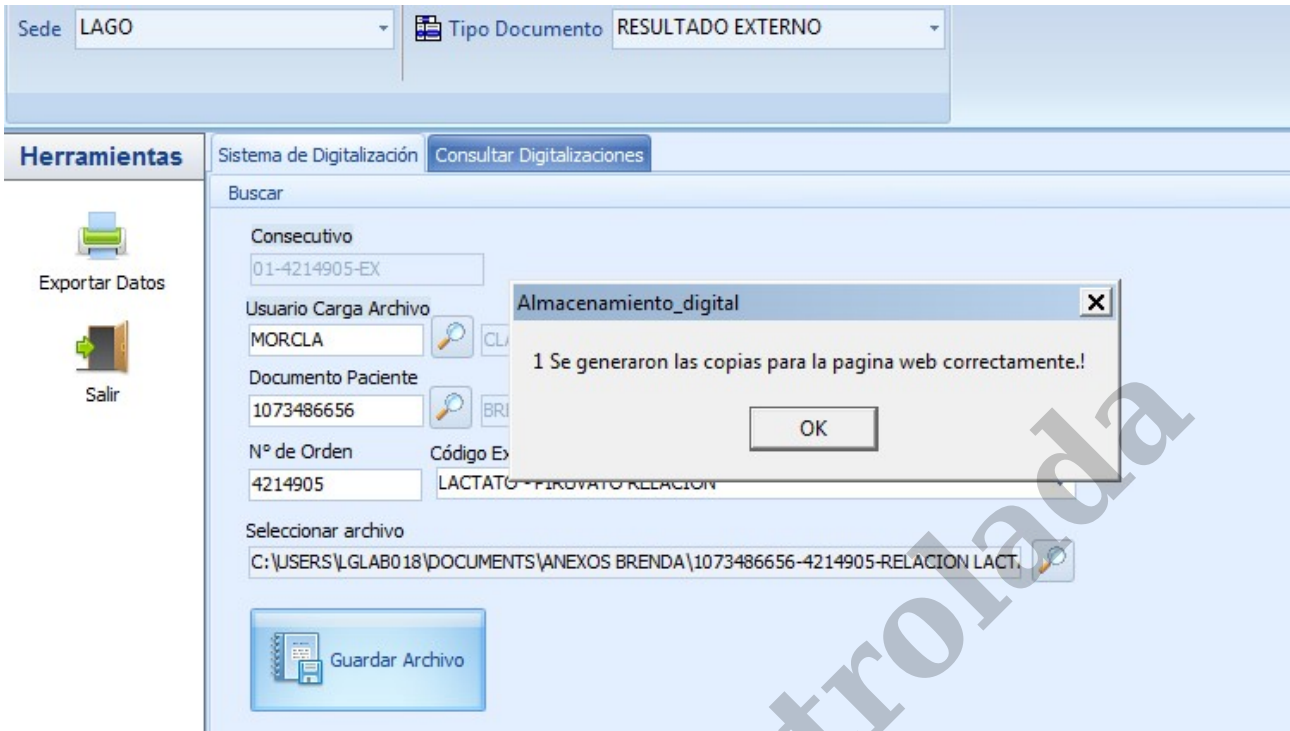 Sede LAGO Tipo Documento RESULTADO EXTERNO
Herramientas Sistema de Digitalización Consultar Digitalizaciones
Buscar
Consecutivo
01-4214905-EX
Exportar Datos
Usuario Carga Archivo
MORCLA
Almacenamiento_digital
1 Se generaron las copias para la pagina web correctamente.!
OK
Salir
Documento Paciente
1073486656
Nº de Orden Código
4214905 LACTATO - PIRUVATO RELACION
Seleccionar archivo
C:\USERS\LGLAB018\DOCUMENTS\ANEXOS BRENDA\1073486656-4214905-RELACION LACT
Guardar Archivo